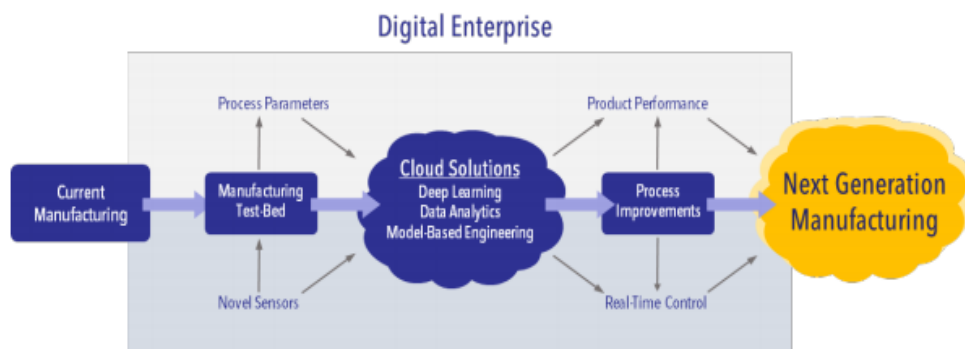 Digital Enterprise
Process Parameters
Product Performance
Current
Manufacturing
Manufacturing
Test-Bed
Cloud Solutions
Deep Learning
Data Analytics
Model-Based Engineering
Process
Improvements
Next Generation
Manufacturing
Novel Sensors
Real-Time Control